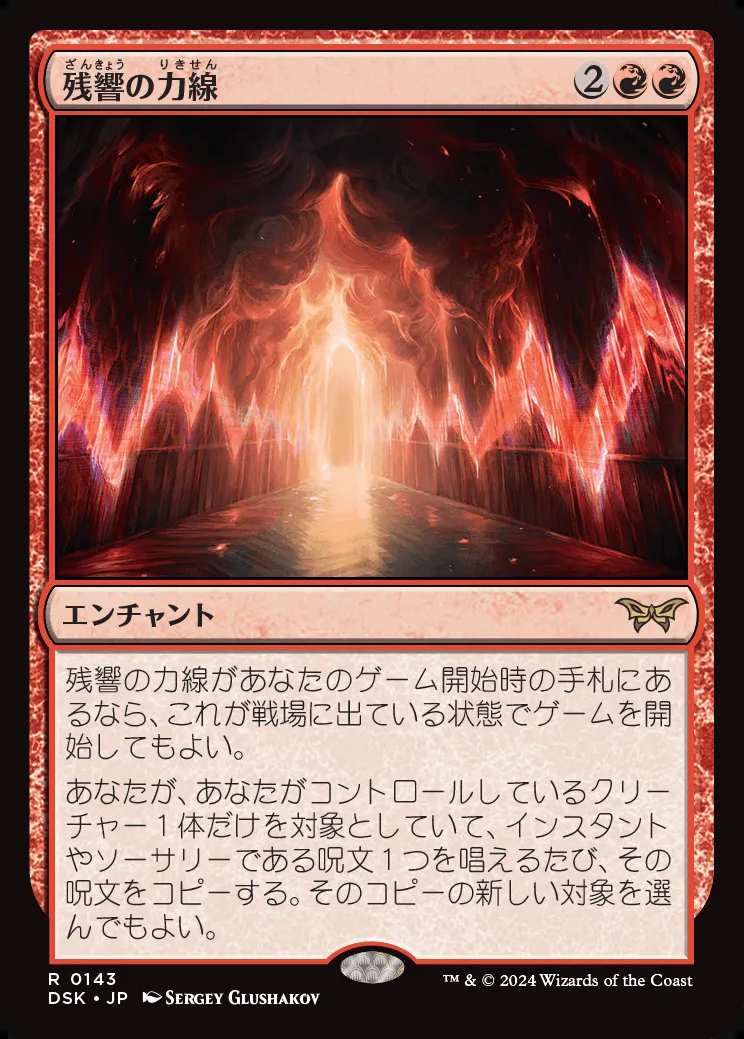 ざんきょう りきせん
残響の力線 2
エンチャント
残響の力線があなたのゲーム開始時の手札にあ
るなら、これが戦場に出ている状態でゲームを開
始してもよい。
あなたが、あなたがコントロールしているクリー
チャー1体だけを対象としていて、インスタント
やソーサリーである呪文1つを唱えるたび、その
呪文をコピーする。そのコピーの新しい対象を選
んでもよい。
R 0143
DSK • JP SERGEY GLUSHAKOV
™ & © 2024 Wizards of the Coast